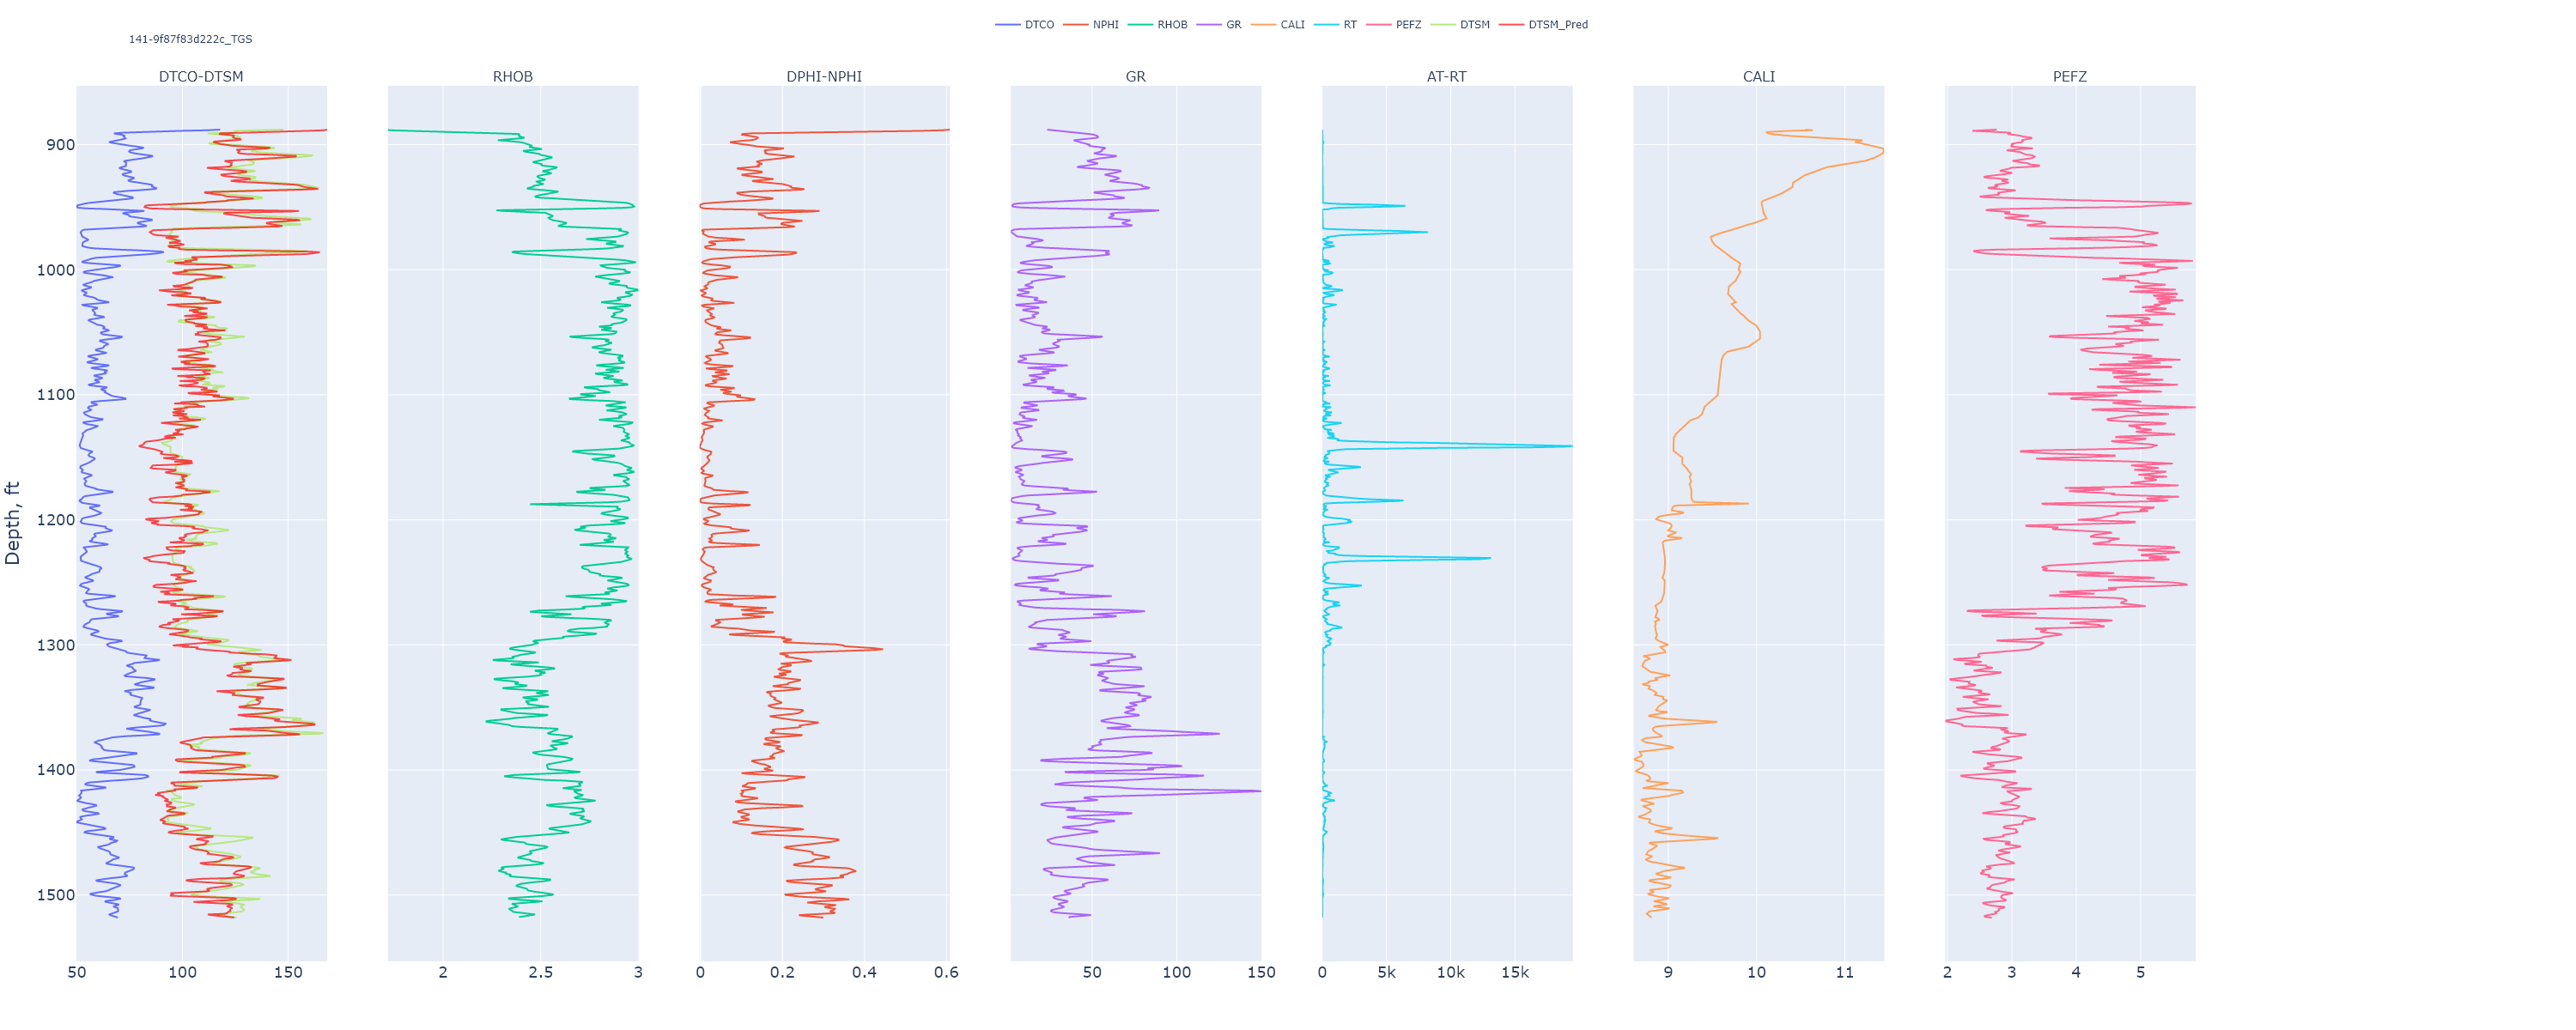 DTCO NPHI RHOB GR CALI RT PEFZ DTSM DTSM_Pred
141-9f87f83d222c_TGS
DTCO-DTSM RHOB DPHI-NPHI GR AT-RT CALI PEFZ
Depth, ft
900
1000
1100
1200
1300
1400
1500
50 100 150 2 2.5 3 0 0.2 0.4 0.6 50 100 150 0 5k 10k 15k 9 10 11 2 3 4 5